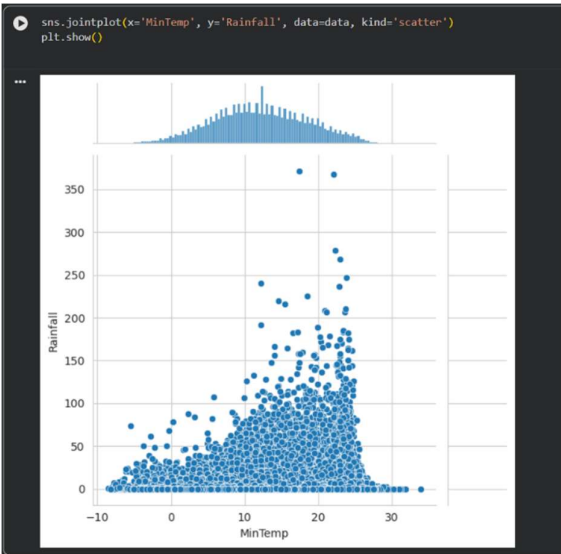 sns.jointplot(x='MinTemp', y='Rainfall', data=data, kind='scatter')
plt.show()
...
350
300
250
200
150
100
50
0
Rainfall
−10 0 10 20 30
MinTemp